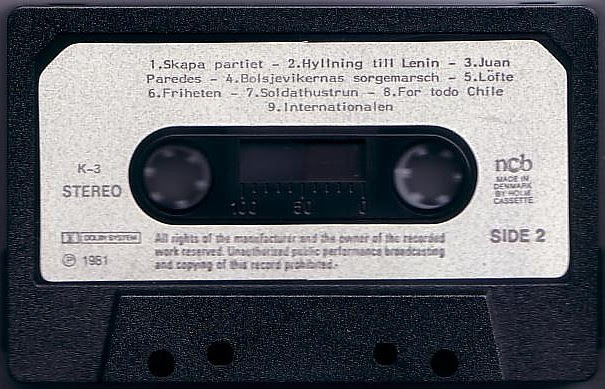 1.Skapa partiet - 2.Hyllning till Lenin - 3.Juan
Paredes - 4.Bolsjevikernas sorgemarsch - 5.Löfte
6.Friheten - 7.Soldathustrun - 8.For todo Chile
9.Internationalen
K-3
STEREO
100 50 0
ncb
MADE IN
DENMARK
BY HOLM
CASSETTE
DOLBY SYSTEM
All rights of the manufacturer and the owner of the recorded
work reserved. Unauthorized public performance broadcasting
and copying of this record prohibited.
SIDE 2
Ⓟ 1981